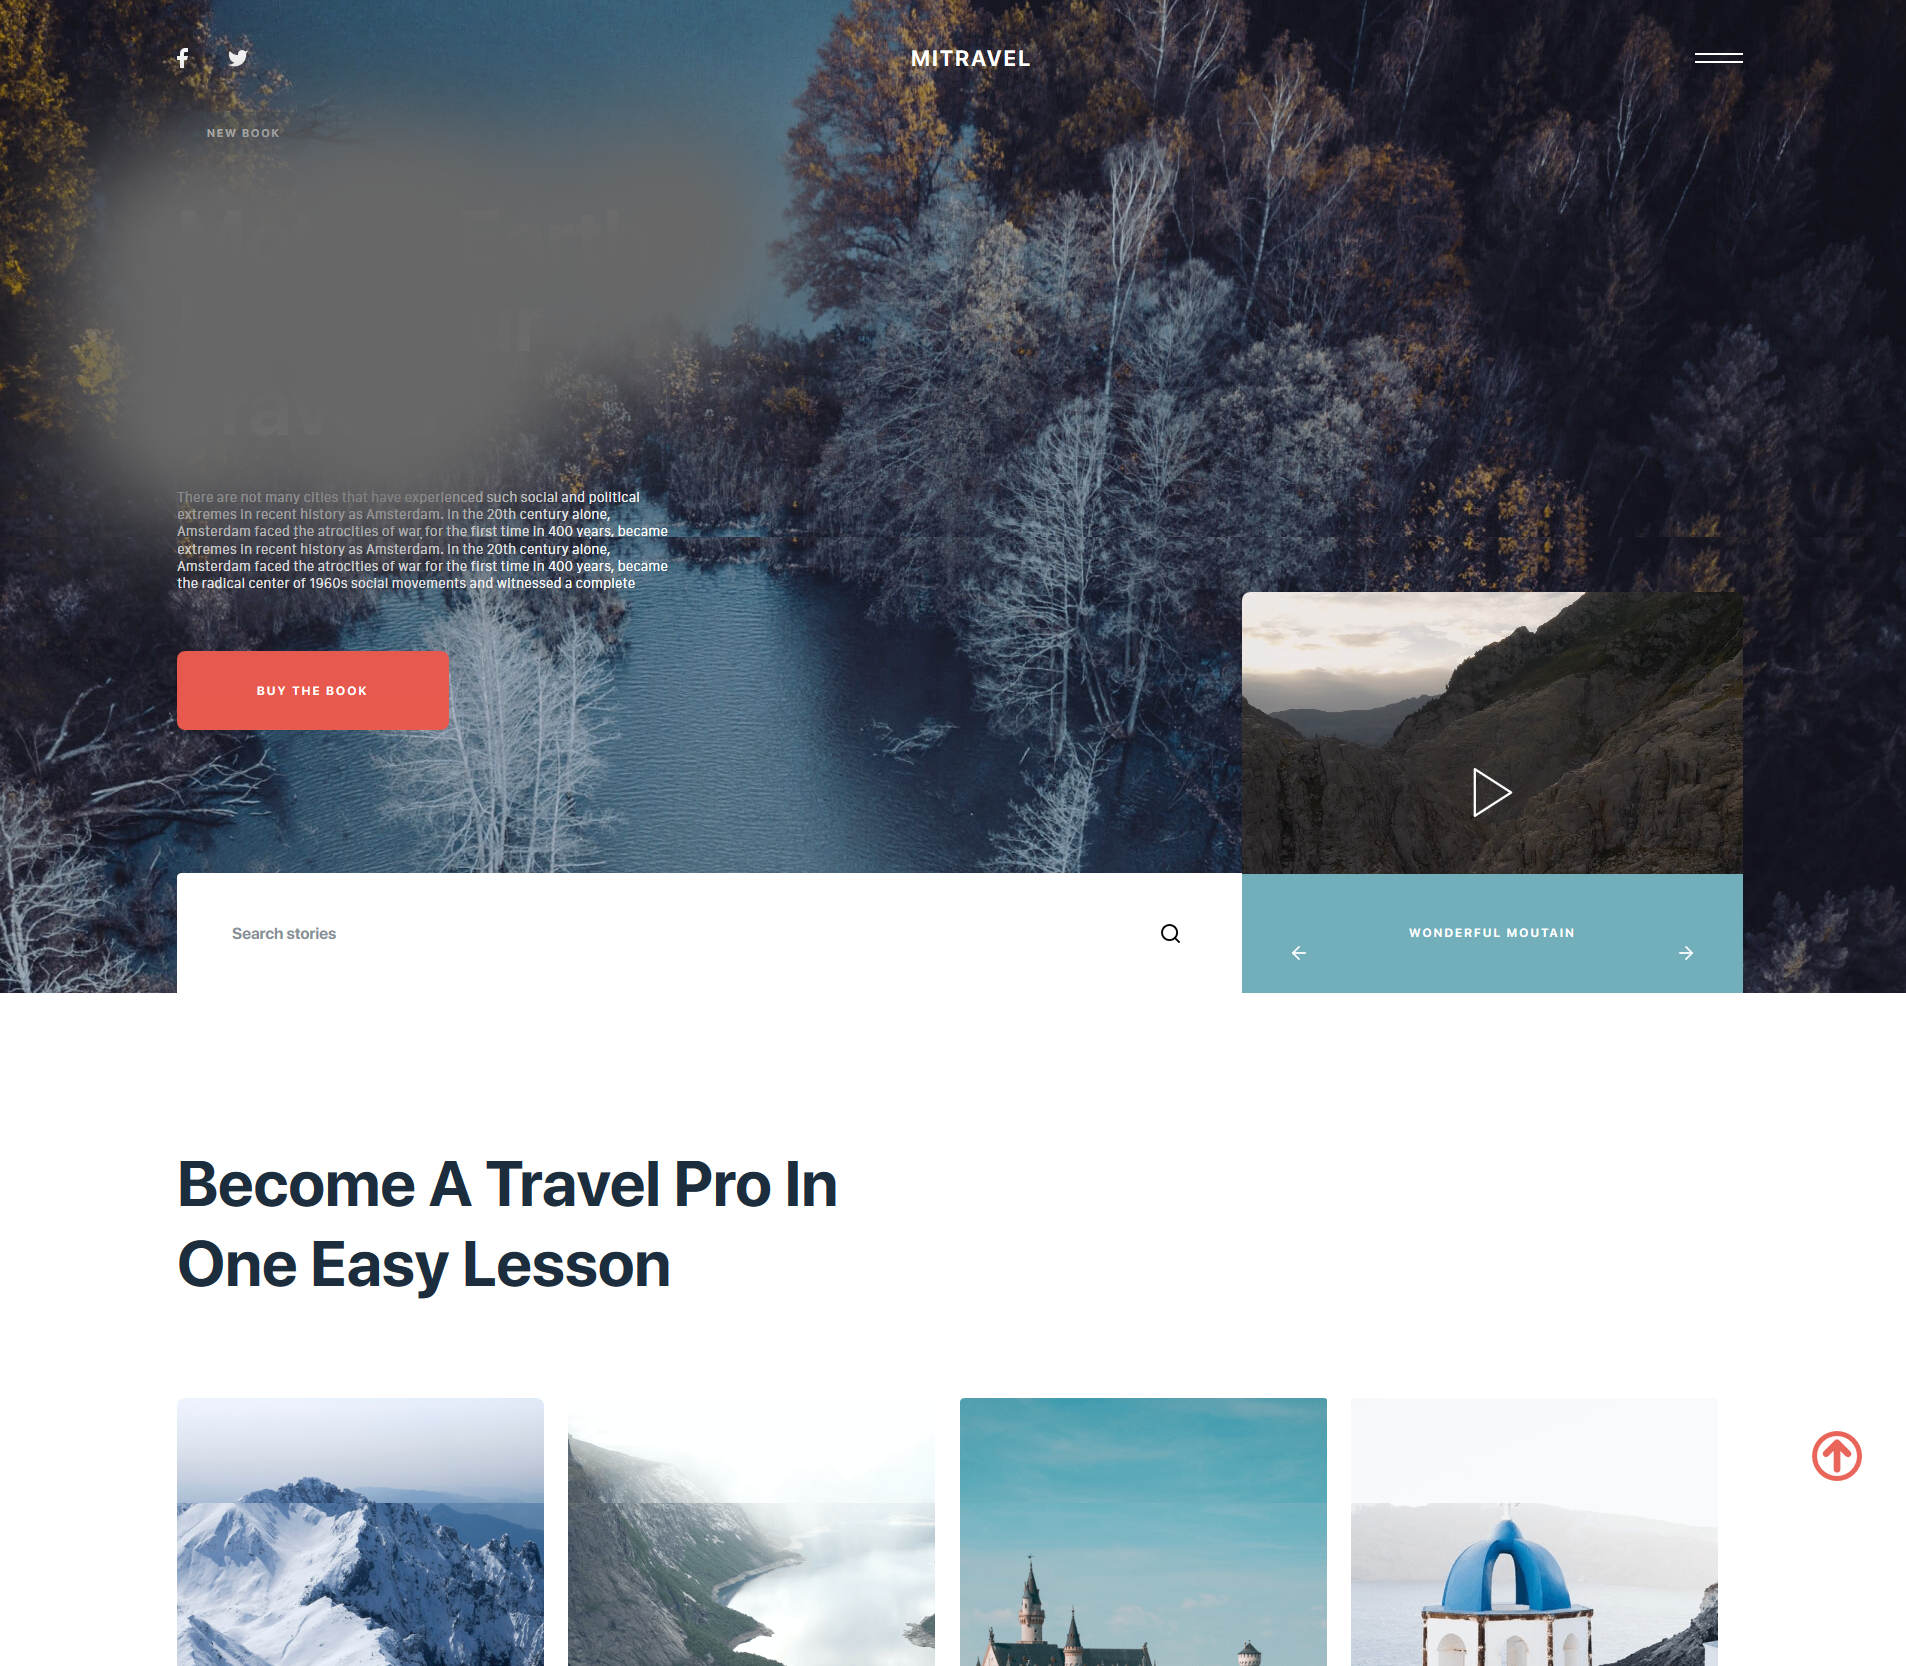 MITRAVEL
NEW BOOK
Earth
There are not many cities that have experienced such social and political
extremes in recent history as Amsterdam. In the 20th century alone,
Amsterdam faced the atrocities of war for the first time in 400 years, became
extremes in recent history as Amsterdam. In the 20th century alone,
Amsterdam faced the atrocities of war for the first time in 400 years, became
the radical center of 1960s social movements and witnessed a complete
BUY THE BOOK
Search stories
WONDERFUL MOUTAIN
Become A Travel Pro In
One Easy Lesson